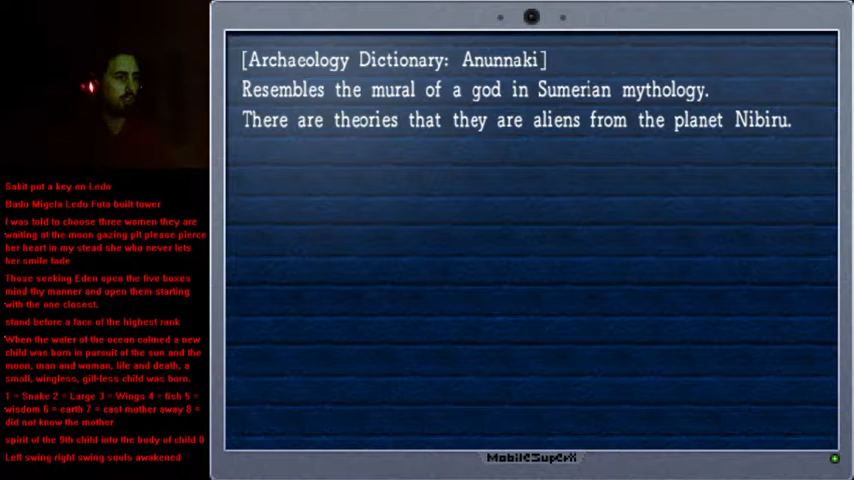 [Archaeology Dictionary: Anunnaki]
Resembles the mural of a god in Sumerian mythology.
There are theories that they are aliens from the planet Nibiru.
Sakit put a key on Ledo
Bado Migela Ledo Futa built tower
I was told to choose three women they are
waiting at the moon gazing pit please pierce
her heart in my stead she who never lets
her smile fade
Those seeking Eden open the five boxes
mind thy manner and open them starting
with the one closest.
stand before a face of the highest rank
When the water of the ocean calmed a new
child was born in pursuit of the sun and the
moon, man and woman, life and death, a
small, wingless, gill-less child was born.
1 = Snake 2 = Large 3 = Wings 4 = fish 5 =
wisdom 6 = earth 7 = cast mother away 8 =
did not know the mother
spirit of the 9th child into the body of child 0
Left swing right swing souls awakened
MobileSuperX